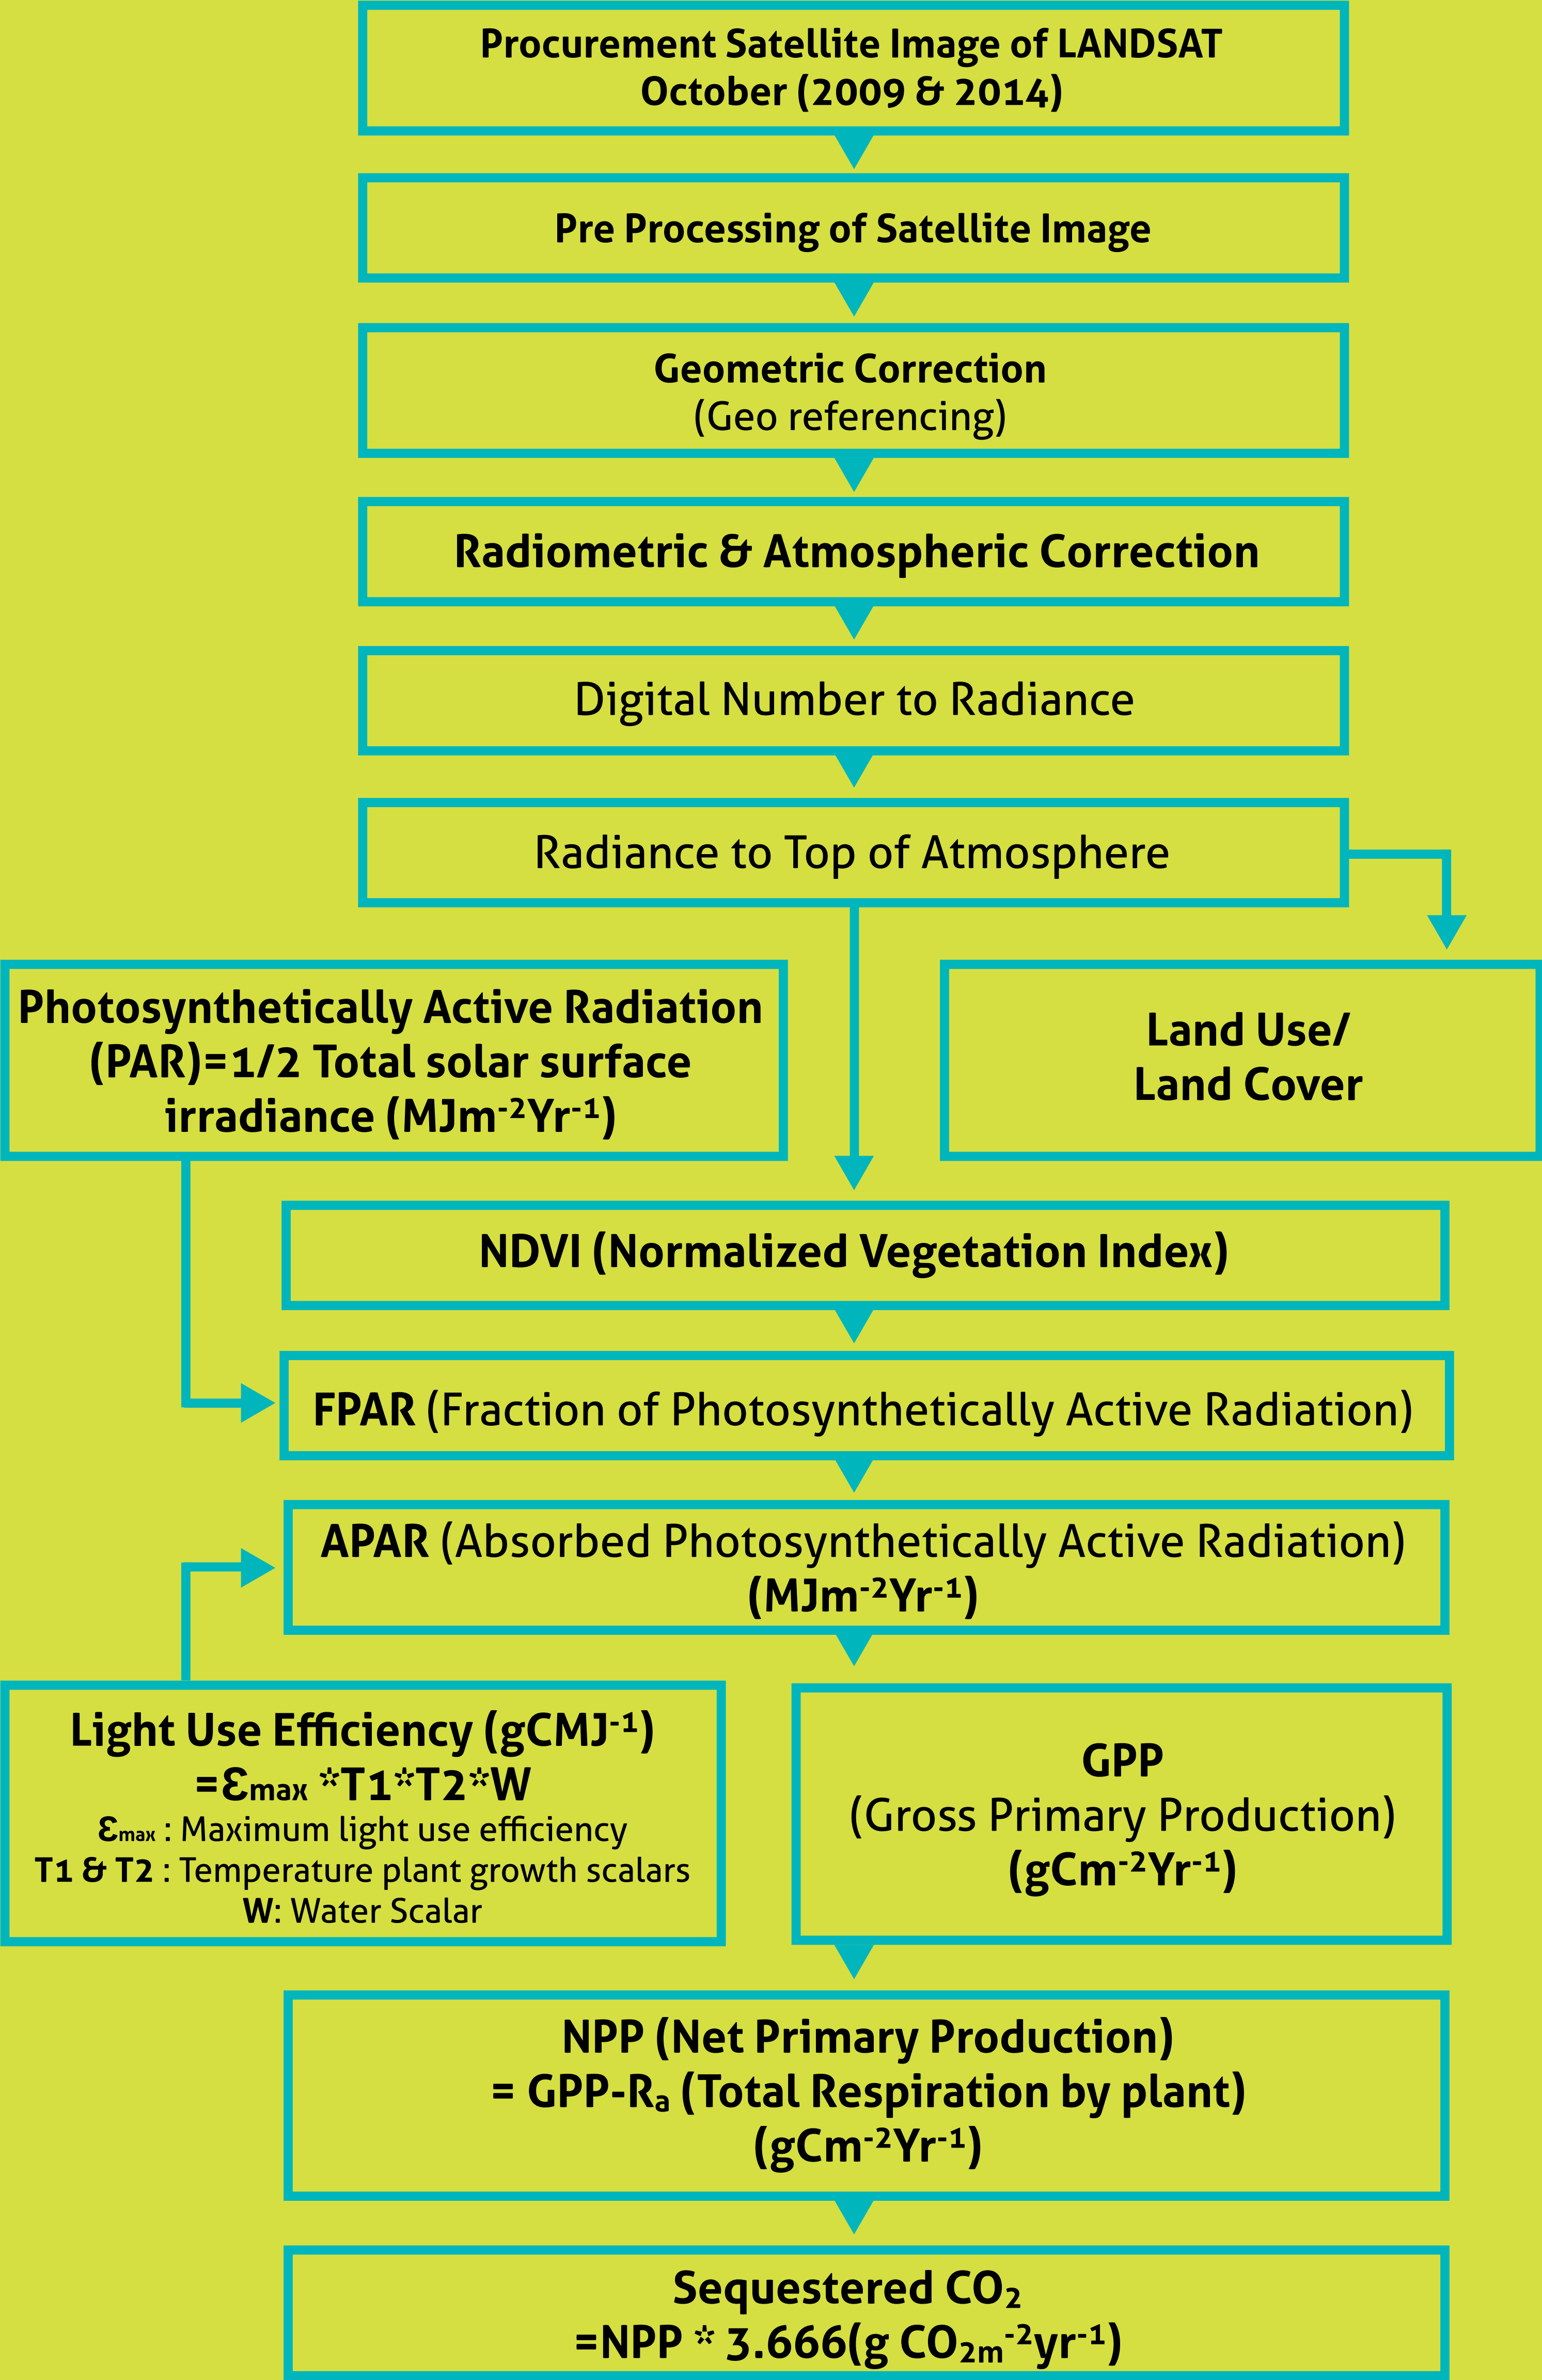 Procurement Satellite Image of LANDSAT
October (2009 & 2014)
Pre Processing of Satellite Image
Geometric Correction
(Geo referencing)
Radiometric & Atmospheric Correction
Digital Number to Radiance
Radiance to Top of Atmosphere
Photosynthetically Active Radiation
(PAR)=1/2 Total solar surface
irradiance (MJm⁻²Yr⁻¹)
Land Use/
Land Cover
NDVI (Normalized Vegetation Index)
FPAR (Fraction of Photosynthetically Active Radiation)
APAR (Absorbed Photosynthetically Active Radiation)
(MJm⁻²Yr⁻¹)
Light Use Efficiency (gCMJ⁻¹)
=Ɛmax *T1*T2*W
Ɛmax : Maximum light use efficiency
T1 & T2 : Temperature plant growth scalars
W: Water Scalar
GPP
(Gross Primary Production)
(gCm⁻²Yr⁻¹)
NPP (Net Primary Production)
= GPP-Rₐ (Total Respiration by plant)
(gCm⁻²Yr⁻¹)
Sequestered CO₂
=NPP * 3.666(g CO₂ₘ⁻²yr⁻¹)